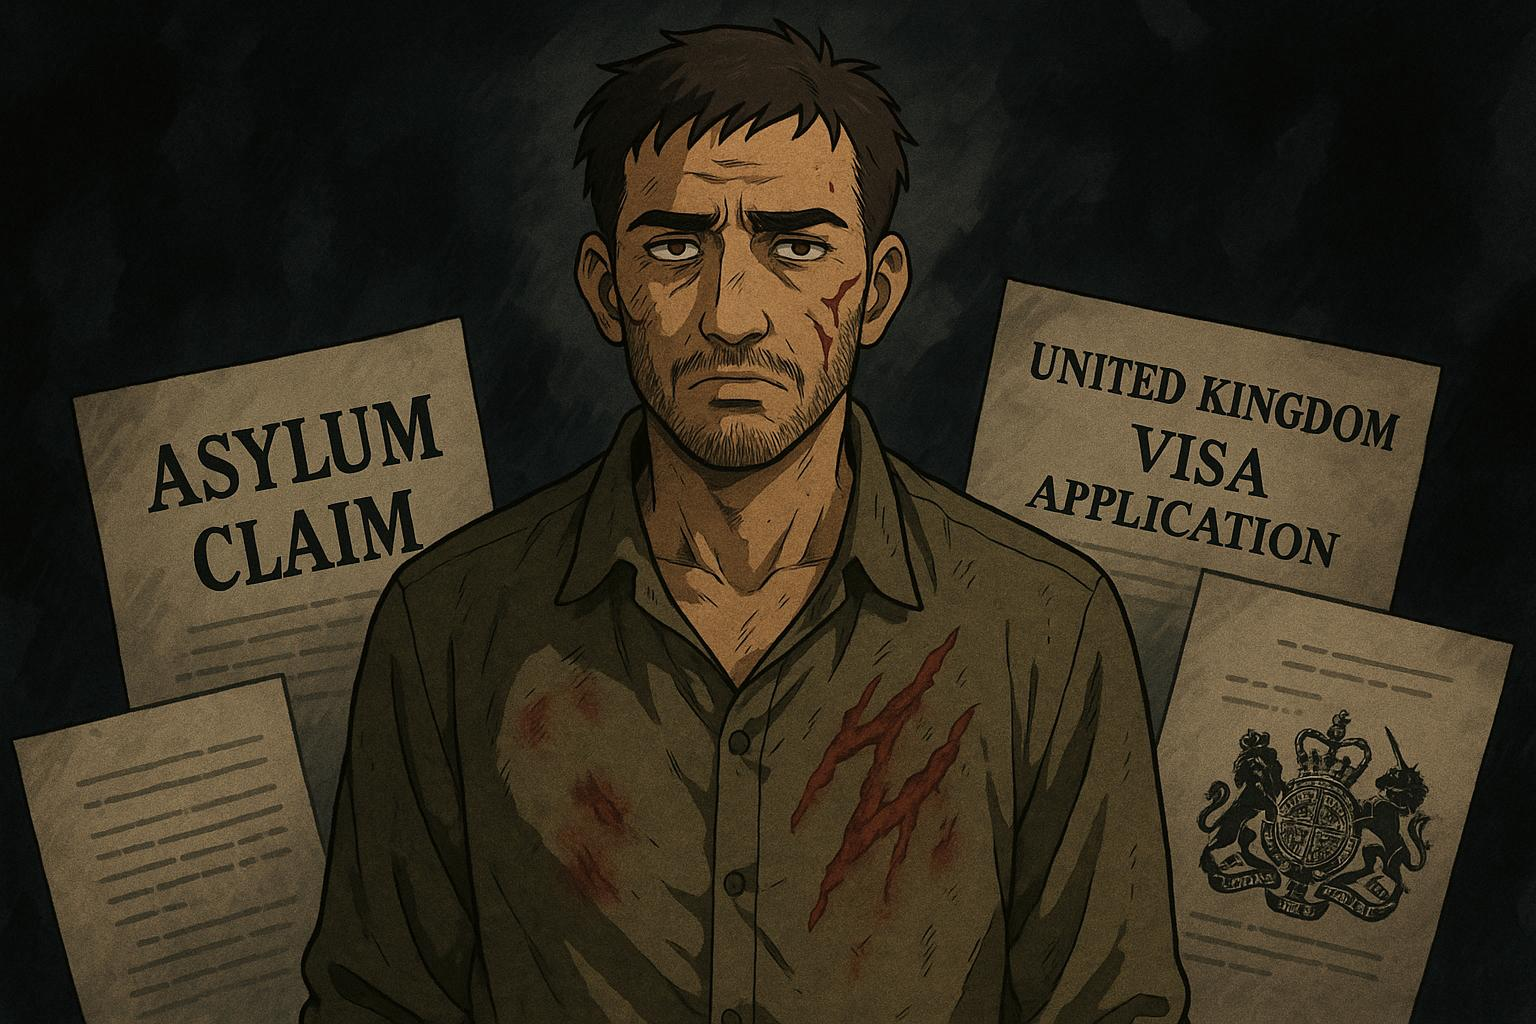 ASYLUM
CLAIM
UNITED KINGDOM
VISA
APPLICATION